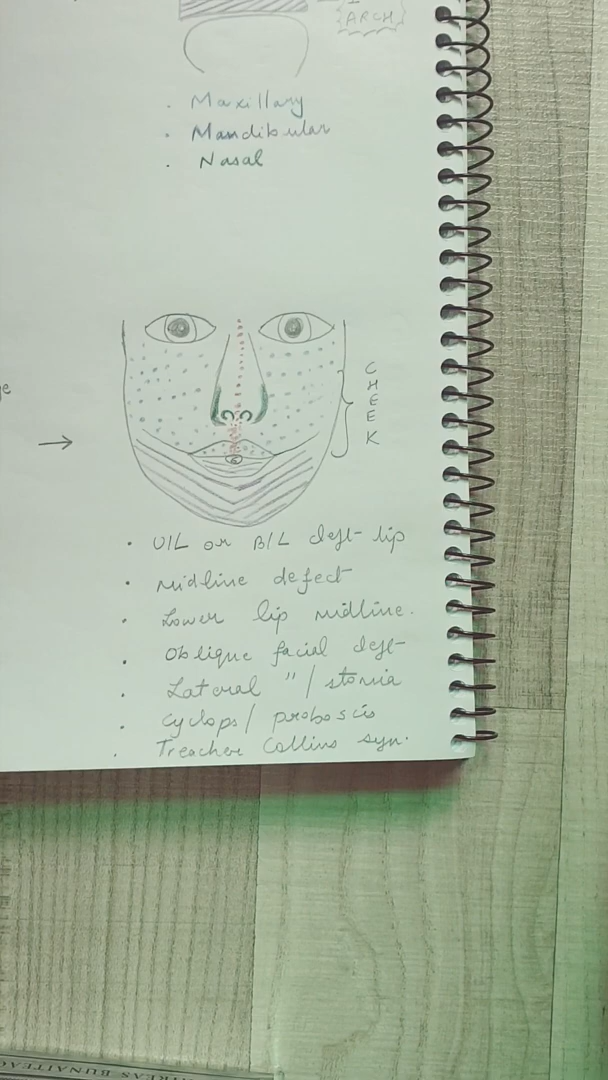 ARCH
. Maxillary
. Mandibular
. Nasal
CHEEK
. U/L or B/L cleft lip
. Midline defect
. Lower lip midline.
. Oblique facial cleft
. Lateral " / stomia
. Cyclops / proboscis
. Treacher Collins syn.